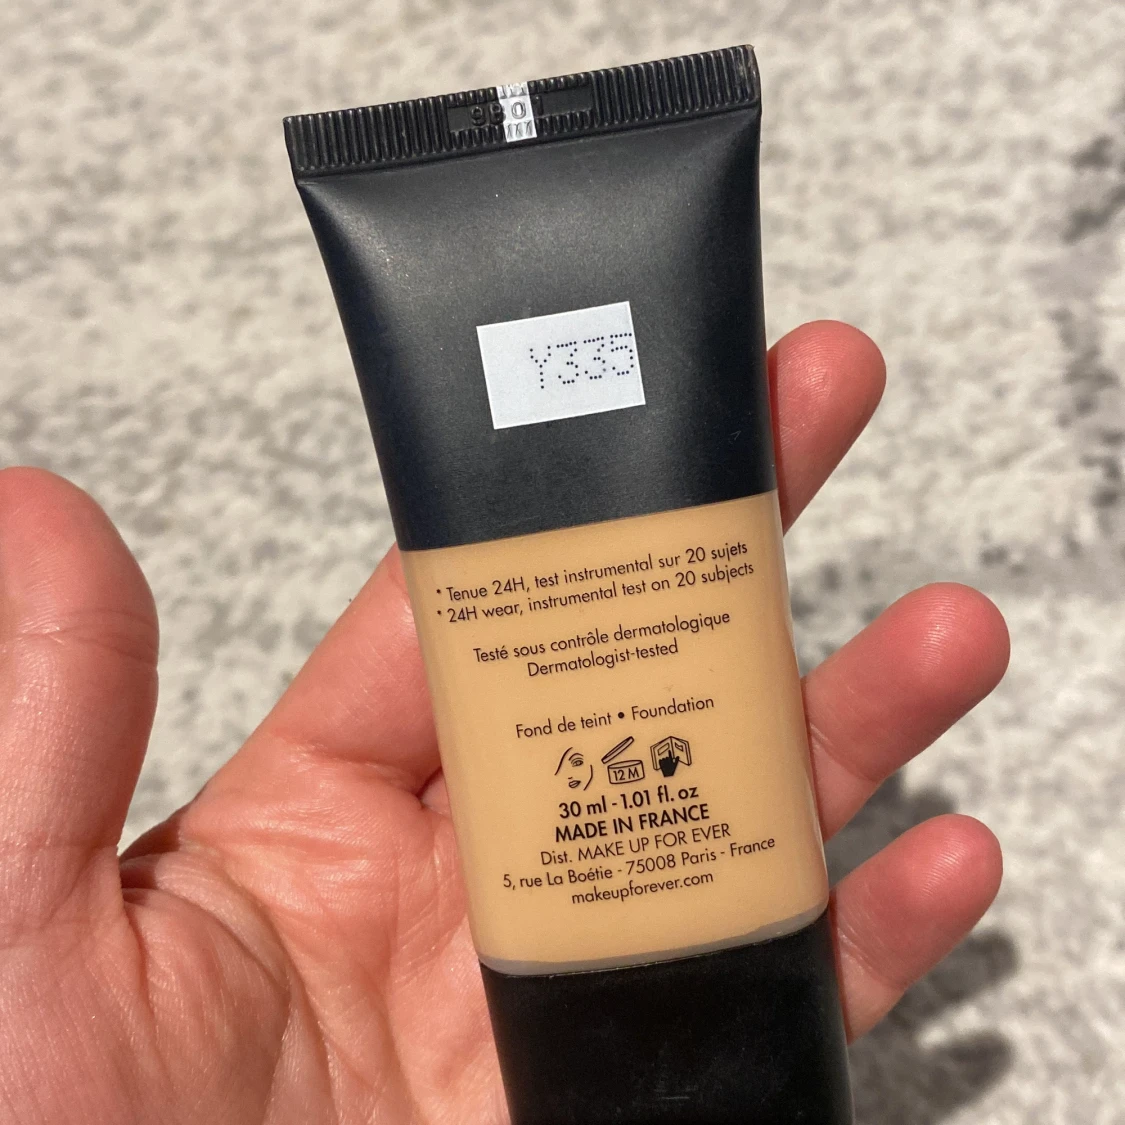 Y335
* Tenue 24H, test instrumental sur 20 sujets
* 24H wear, instrumental test on 20 subjects
Testé sous contrôle dermatologique
Dermatologist-tested
Fond de teint • Foundation
12 M
30 ml - 1.01 fl. oz
MADE IN FRANCE
Dist. MAKE UP FOR EVER
5, rue La Boétie - 75008 Paris - France
makeupforever.com